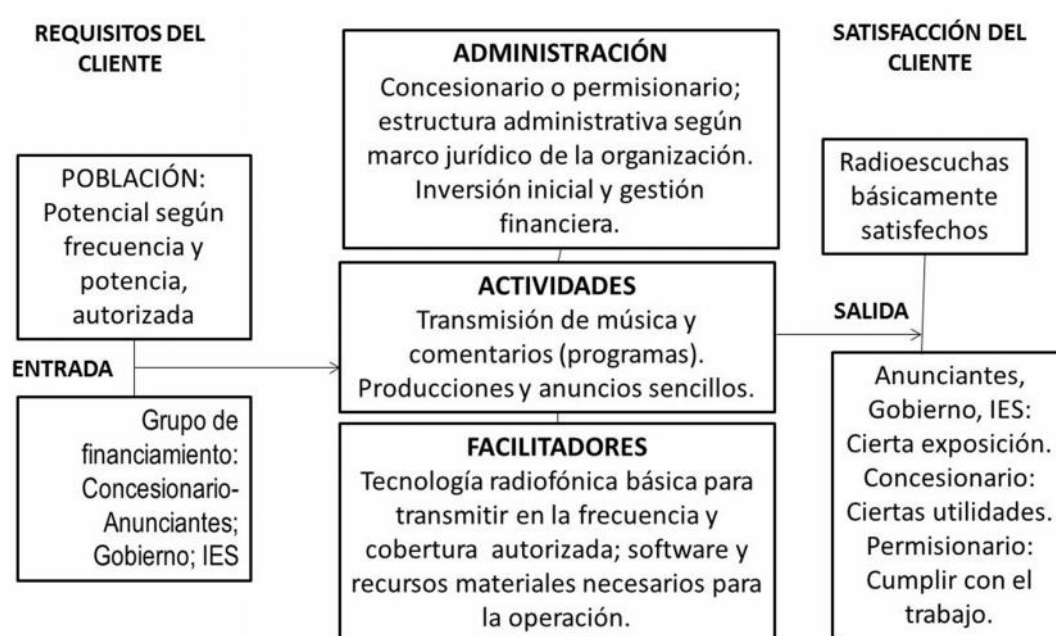 REQUISITOS DEL
CLIENTE
POBLACIÓN:
Potencial según
frecuencia y
potencia,
autorizada
ENTRADA
Grupo de
financiamiento:
Concesionario-
Anunciantes;
Gobierno; IES
ADMINISTRACIÓN
Concesionario o permisionario;
estructura administrativa según
marco jurídico de la organización.
Inversión inicial y gestión
financiera.
ACTIVIDADES
Transmisión de música y
comentarios (programas).
Producciones y anuncios sencillos.
FACILITADORES
Tecnología radiofónica básica para
transmitir en la frecuencia y
cobertura autorizada; software y
recursos materiales necesarios para
la operación.
SATISFACCIÓN DEL
CLIENTE
Radioescuchas
básicamente
satisfechos
SALIDA
Anunciantes,
Gobierno, IES:
Cierta exposición.
Concesionario:
Ciertas utilidades.
Permisionario:
Cumplir con el
trabajo.